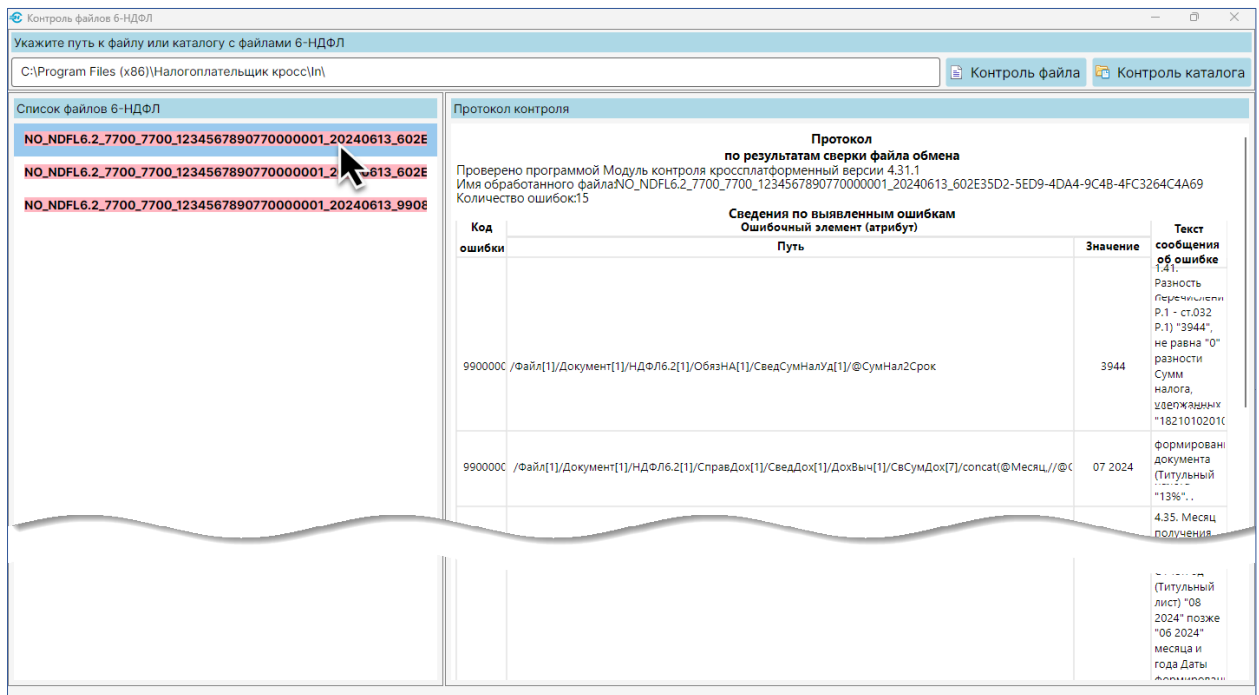 Контроль файлов 6-НДФЛ
Укажите путь к файлу или каталогу с файлами 6-НДФЛ
C:\Program Files (x86)\Налогоплательщик кросс\In\
Контроль файла
Контроль каталога
Список файлов 6-НДФЛ
NO_NDFL6.2_7700_7700_1234567890770000001_20240613_602E
NO_NDFL6.2_7700_7700_1234567890770000001_2 613_602E
NO_NDFL6.2_7700_7700_1234567890770000001_20240613_9908
Протокол контроля
Протокол
по результатам сверки файла обмена
Проверено программой Модуль контроля кроссплатформенный версии 4.31.1
Имя обработанного файла:NO_NDFL6.2_7700_7700_1234567890770000001_20240613_602E35D2-5ED9-4DA4-9C4B-4FC3264C4A69
Количество ошибок:15
Сведения по выявленным ошибкам
Код ошибки
Ошибочный элемент (атрибут)
Путь
Значение
Текст сообщения об ошибке
9900000
/Файл[1]/Документ[1]/НДФЛ6.2[1]/ОбязНА[1]/СведСумНалУд[1]/@СумНал2Срок
3944
1.41.
Разность
перечислени
Р.1 - ст.032
Р.1) "3944",
не равна "0"
разности
Сумм
налога,
удержанных
"1821010201
9900000
/Файл[1]/Документ[1]/НДФЛ6.2[1]/СправДох[1]/СведДох[1]/ДохВыч[1]/СвСумДох[7]/concat(@Месяц,//@
07 2024
формировани
документа
(Титульный
"13%". .
4.35. Месяц
получения
(Титульный
лист) "08
2024" позже
"06 2024"
месяца и
года Даты